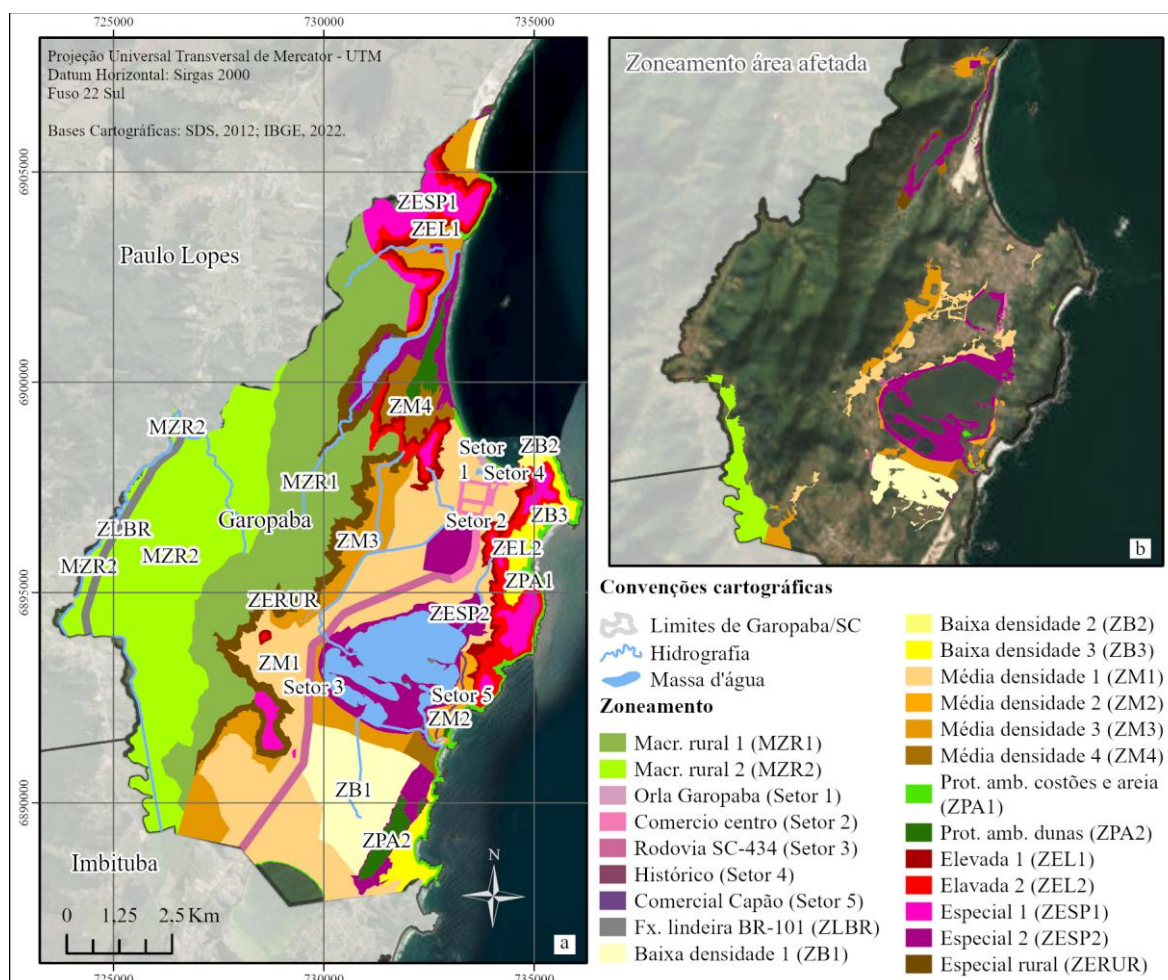 725000
730000
735000
Projeção Universal Transversal de Mercator - UTM
Datum Horizontal: Sirgas 2000
Fuso 22 Sul
Bases Cartográficas: SDS, 2012; IBGE, 2022.
6905000
6900000
6895000
6890000
Paulo Lopes
ZESP1
ZEL1
ZM4
MZR2
Setor
1
ZB2
Setor 4
MZR1
Garopaba
Setor 2
ZLBR
ZM3
ZB3
MZR2
MZR2
ZEL2
ZPA1
ZERUR
ZESP2
ZM1
Setor 3
Setor 5
ZM2
ZB1
ZPA2
Imbituba
N
0 1,25 2,5 Km
a
725000
730000
735000
Zoneamento área afetada
b
Convenções cartográficas
Limites de Garopaba/SC
Hidrografia
Massa d'água
Zoneamento
Macr. rural 1 (MZR1)
Macr. rural 2 (MZR2)
Orla Garopaba (Setor 1)
Comercio centro (Setor 2)
Rodovia SC-434 (Setor 3)
Histórico (Setor 4)
Comercial Capão (Setor 5)
Fx. lindeira BR-101 (ZLBR)
Baixa densidade 1 (ZB1)
Baixa densidade 2 (ZB2)
Baixa densidade 3 (ZB3)
Média densidade 1 (ZM1)
Média densidade 2 (ZM2)
Média densidade 3 (ZM3)
Média densidade 4 (ZM4)
Prot. amb. costões e areia
(ZPA1)
Prot. amb. dunas (ZPA2)
Elevada 1 (ZEL1)
Elavada 2 (ZEL2)
Especial 1 (ZESP1)
Especial 2 (ZESP2)
Especial rural (ZERUR)